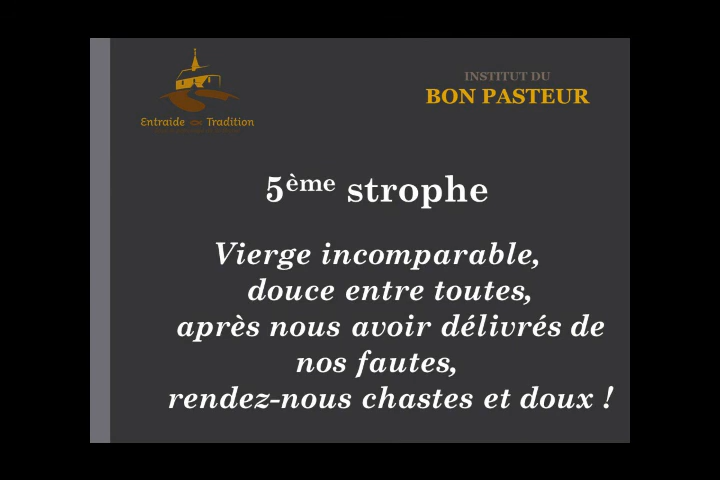 INSTITUT DU
BON PASTEUR
Entraide Tradition
5ème strophe
Vierge incomparable,
douce entre toutes,
après nous avoir délivrés de
nos fautes,
rendez-nous chastes et doux !